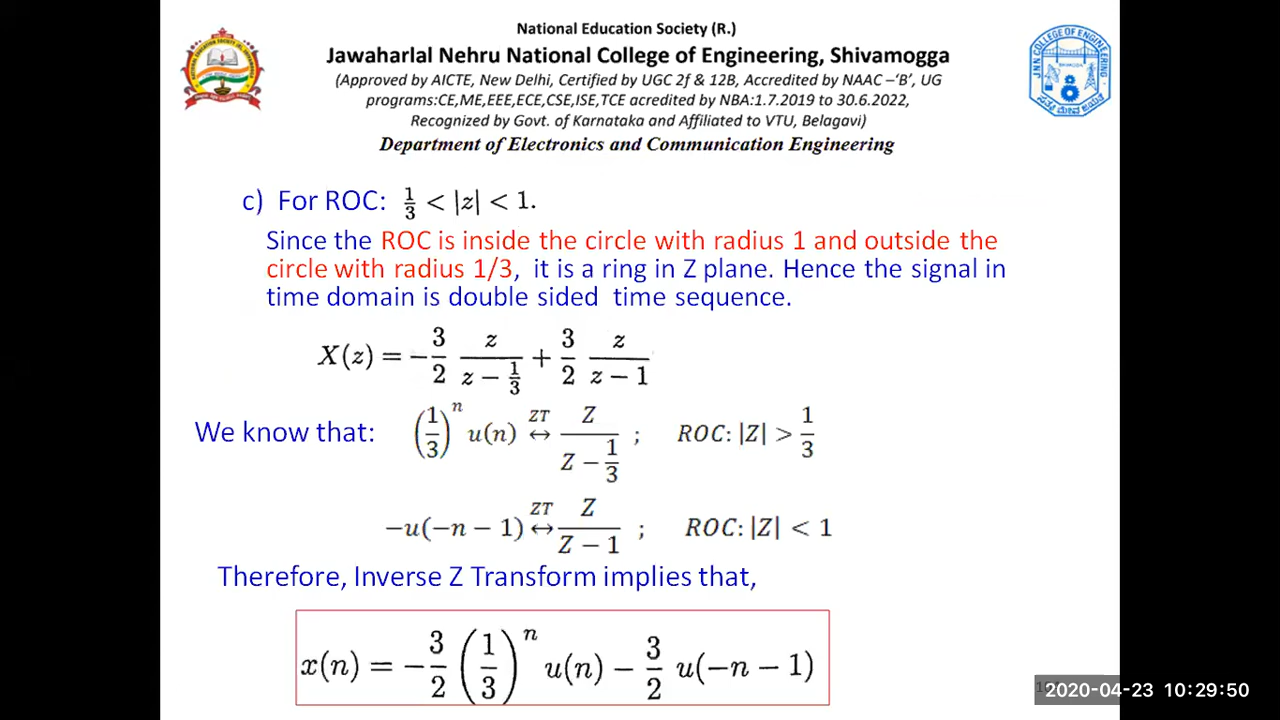 National Education Society (R.)
Jawaharlal Nehru National College of Engineering, Shivamogga
(Approved by AICTE, New Delhi, Certified by UGC 2f & 12B, Accredited by NAAC –‘B’, UG
programs:CE,ME,EEE,ECE,CSE,ISE,TCE acredited by NBA:1.7.2019 to 30.6.2022,
Recognized by Govt. of Karnataka and Affiliated to VTU, Belagavi)
Department of Electronics and Communication Engineering
c) For ROC: 1/3 < |z| < 1.
Since the ROC is inside the circle with radius 1 and outside the
circle with radius 1/3, it is a ring in Z plane. Hence the signal in
time domain is double sided time sequence.
X(z) = −3/2 z/(z − 1/3) + 3/2 z/(z − 1)
We know that: (1/3)^n u(n) ZT ↔ Z/(Z − 1/3) ; ROC: |Z| > 1/3
−u(−n − 1) ZT ↔ Z/(Z − 1) ; ROC: |Z| < 1
Therefore, Inverse Z Transform implies that,
x(n) = −3/2 (1/3)^n u(n) − 3/2 u(−n − 1)
2020-04-23 10:29:50